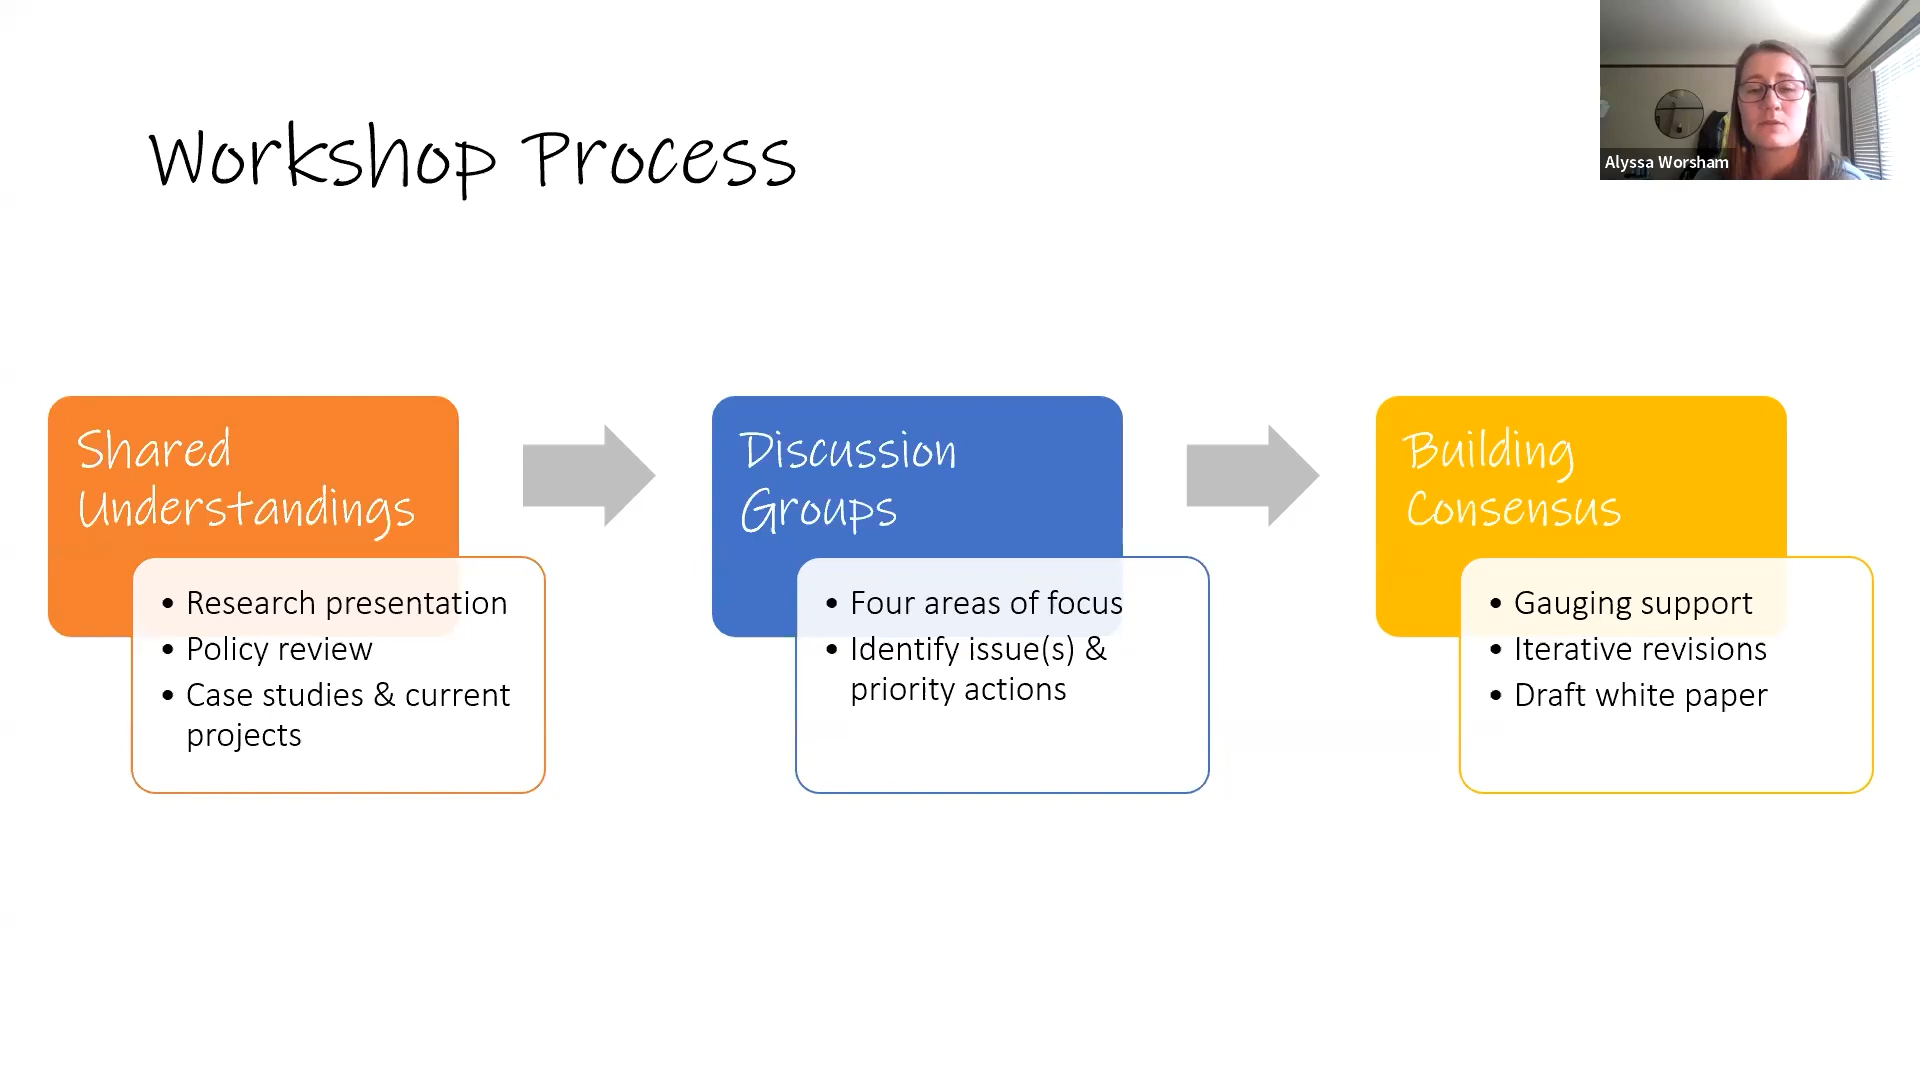 Workshop Process
Alyssa Worsham
Shared
Understandings
• Research presentation
• Policy review
• Case studies & current
projects
Discussion
Groups
• Four areas of focus
• Identify issue(s) &
priority actions
Building
Consensus
• Gauging support
• Iterative revisions
• Draft white paper